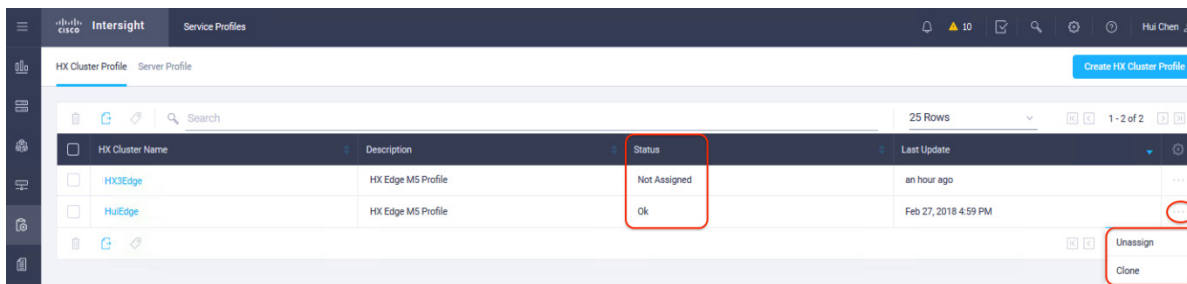 cisco Intersight Service Profiles 10 Hui Chen
HX Cluster Profile Server Profile Create HX Cluster Profile
Search 25 Rows 1 - 2 of 2
HX Cluster Name Description Status Last Update
HX3Edge HX Edge M5 Profile Not Assigned an hour ago
HuiEdge HX Edge M5 Profile Ok Feb 27, 2018 4:59 PM
Unassign
Clone